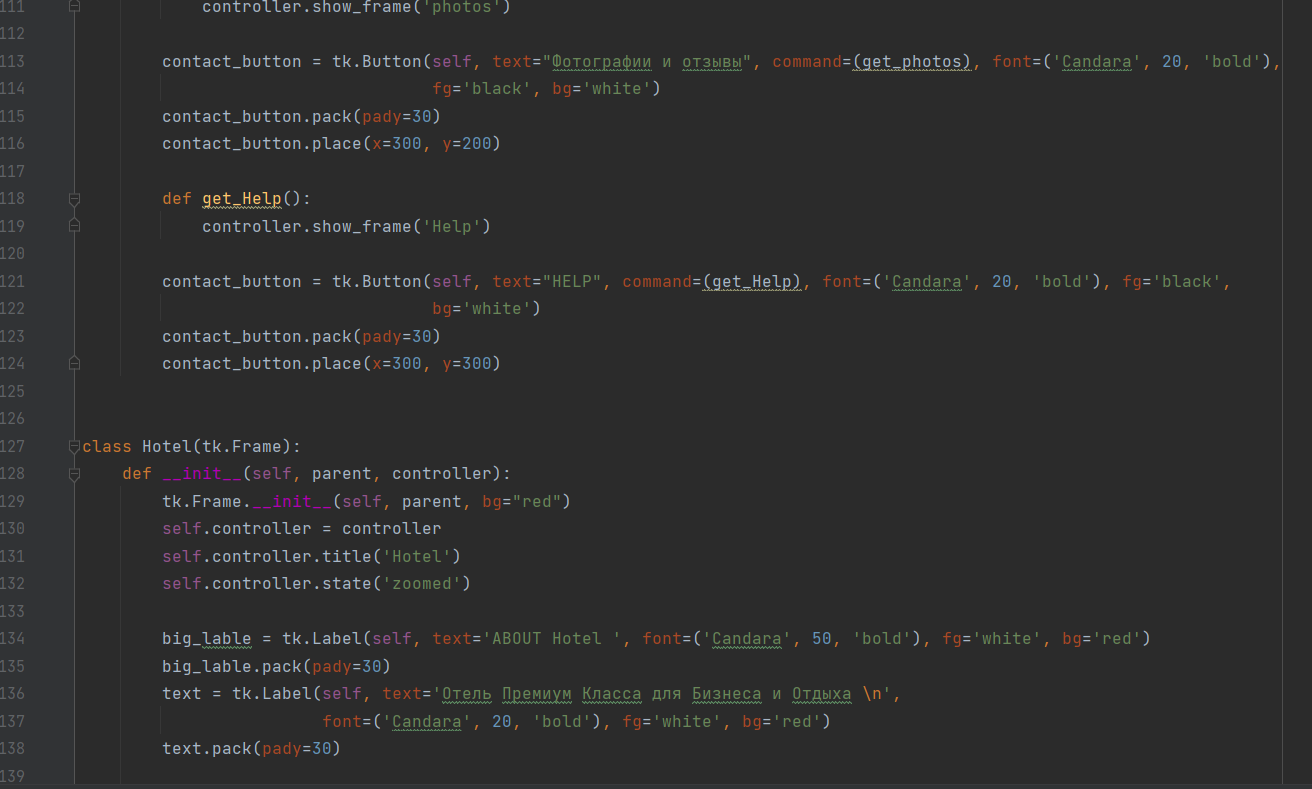 111 controller.show_frame('photos')
112
113 contact_button = tk.Button(self, text="Фотографии и отзывы", command=(get_photos), font=('Candara', 20, 'bold'),
114 fg='black', bg='white')
115 contact_button.pack(pady=30)
116 contact_button.place(x=300, y=200)
117
118 def get_Help():
119 controller.show_frame('Help')
120
121 contact_button = tk.Button(self, text="HELP", command=(get_Help), font=('Candara', 20, 'bold'), fg='black',
122 bg='white')
123 contact_button.pack(pady=30)
124 contact_button.place(x=300, y=300)
125
126
127 class Hotel(tk.Frame):
128 def __init__(self, parent, controller):
129 tk.Frame.__init__(self, parent, bg="red")
130 self.controller = controller
131 self.controller.title('Hotel')
132 self.controller.state('zoomed')
133
134 big_lable = tk.Label(self, text='ABOUT Hotel ', font=('Candara', 50, 'bold'), fg='white', bg='red')
135 big_lable.pack(pady=30)
136 text = tk.Label(self, text='Отель Премиум Класса для Бизнеса и Отдыха \n',
137 font=('Candara', 20, 'bold'), fg='white', bg='red')
138 text.pack(pady=30)
139